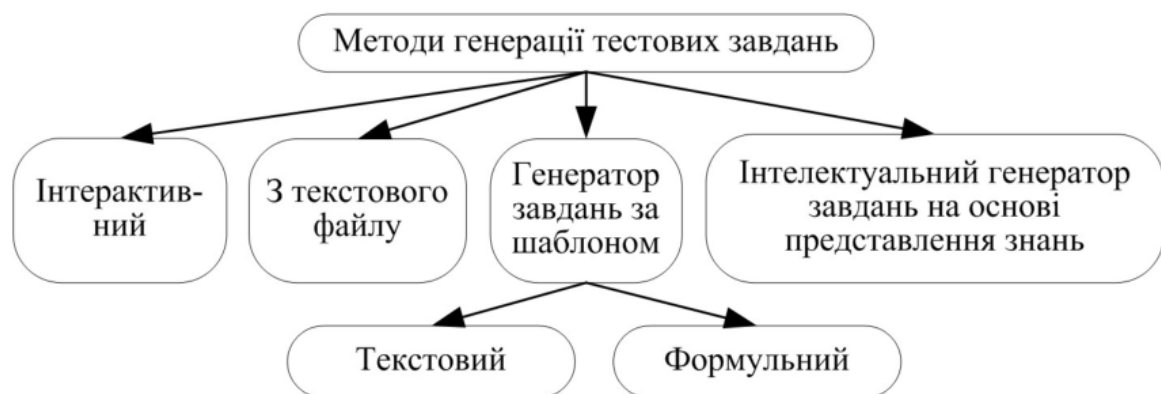 Методи генерації тестових завдань
Інтерактив-
ний
З текстового
файлу
Генератор
завдань за
шаблоном
Інтелектуальний генератор
завдань на основі
представлення знань
Текстовий
Формульний